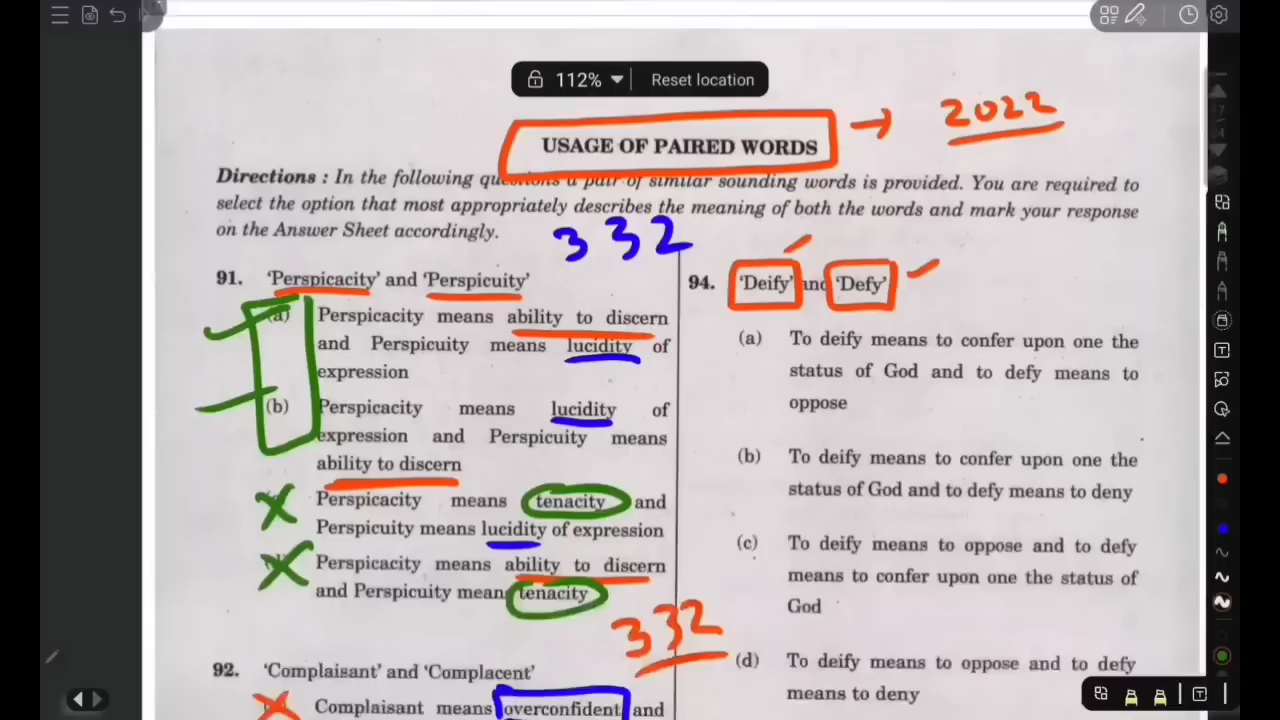 112%
Reset location
2022
USAGE OF PAIRED WORDS
Directions : In the following questions a pair of similar sounding words is provided. You are required to
select the option that most appropriately describes the meaning of both the words and mark your response
on the Answer Sheet accordingly.
332
91. 'Perspicacity' and 'Perspicuity'
(a) Perspicacity means ability to discern
and Perspicuity means lucidity of
expression
(b) Perspicacity means lucidity of
expression and Perspicuity means
ability to discern
Perspicacity means tenacity and
Perspicuity means lucidity of expression
Perspicacity means ability to discern
and Perspicuity means tenacity
332
92. 'Complaisant' and 'Complacent'
Complaisant means overconfident and
94. 'Deify' and 'Defy'
(a) To deify means to confer upon one the
status of God and to defy means to
oppose
(b) To deify means to confer upon one the
status of God and to defy means to deny
(c) To deify means to oppose and to defy
means to confer upon one the status of
God
(d) To deify means to oppose and to defy
means to deny